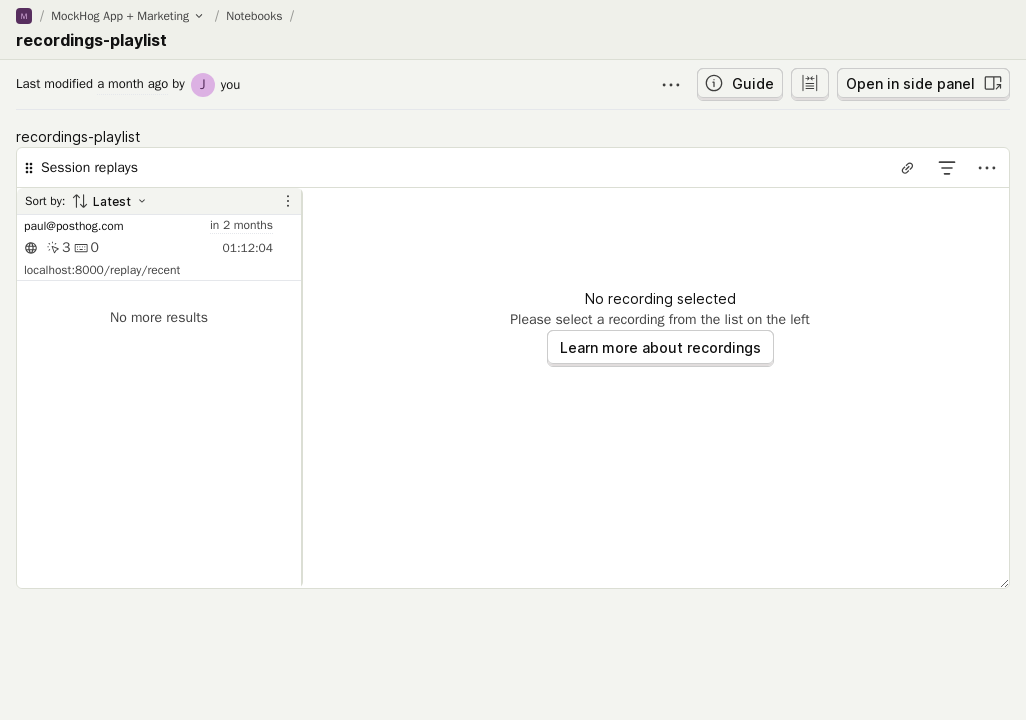 M / MockHog App + Marketing / Notebooks /
recordings-playlist
Last modified a month ago by J you
Guide
Open in side panel
recordings-playlist
Session replays
Sort by: Latest
paul@posthog.com in 2 months
3 0 01:12:04
localhost:8000/replay/recent
No more results
No recording selected
Please select a recording from the list on the left
Learn more about recordings